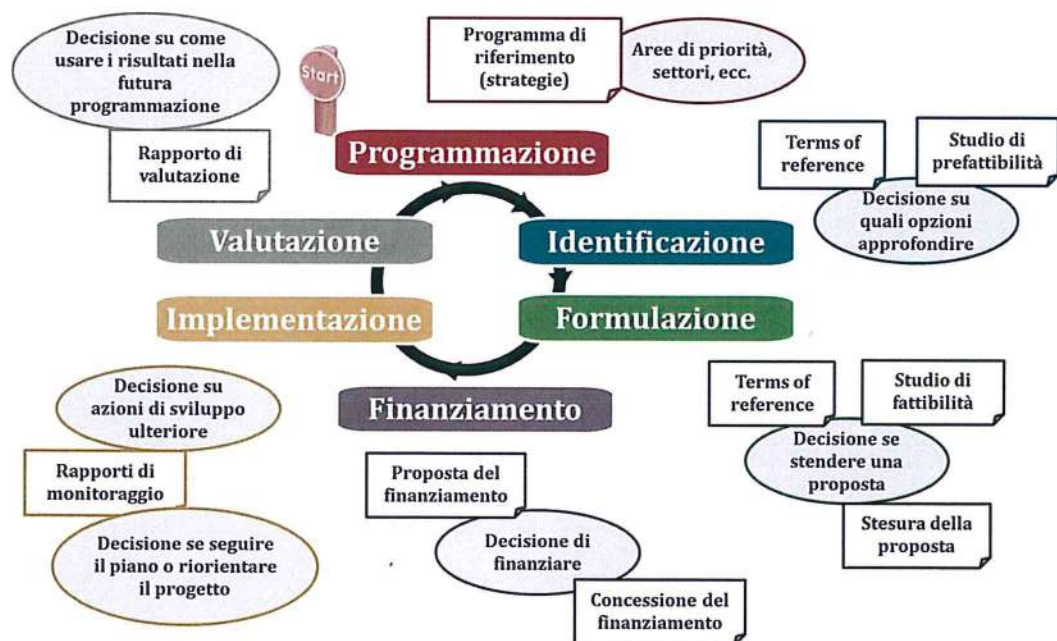 Decisione su come
usare i risultati nella
futura
programmazione
Rapporto di
valutazione
Start
Programma di
riferimento
(strategie)
Aree di priorità,
settori, ecc.
Programmazione
Terms of
reference
Studio di
prefattibilità
Decisione su
quali opzioni
approfondire
Valutazione
Identificazione
Implementazione
Formulazione
Finanziamento
Decisione su
azioni di sviluppo
ulteriore
Rapporti di
monitoraggio
Decisione se seguire
il piano o riorientare
il progetto
Proposta del
finanziamento
Decisione di
finanziare
Concessione del
finanziamento
Terms of
reference
Studio di
fattibilità
Decisione se
stendere una
proposta
Stesura della
proposta